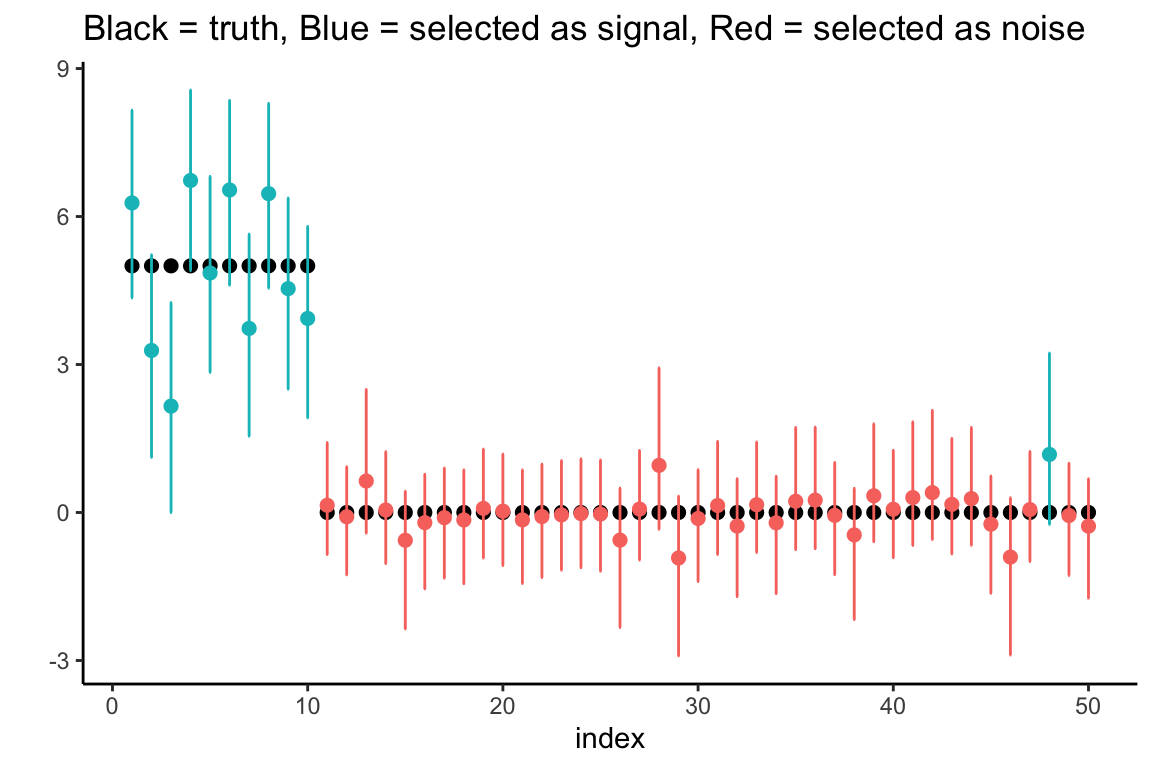 Black = truth, Blue = selected as signal, Red = selected as noise
9
6
3
0
-3
0 10 20 30 40 50
index